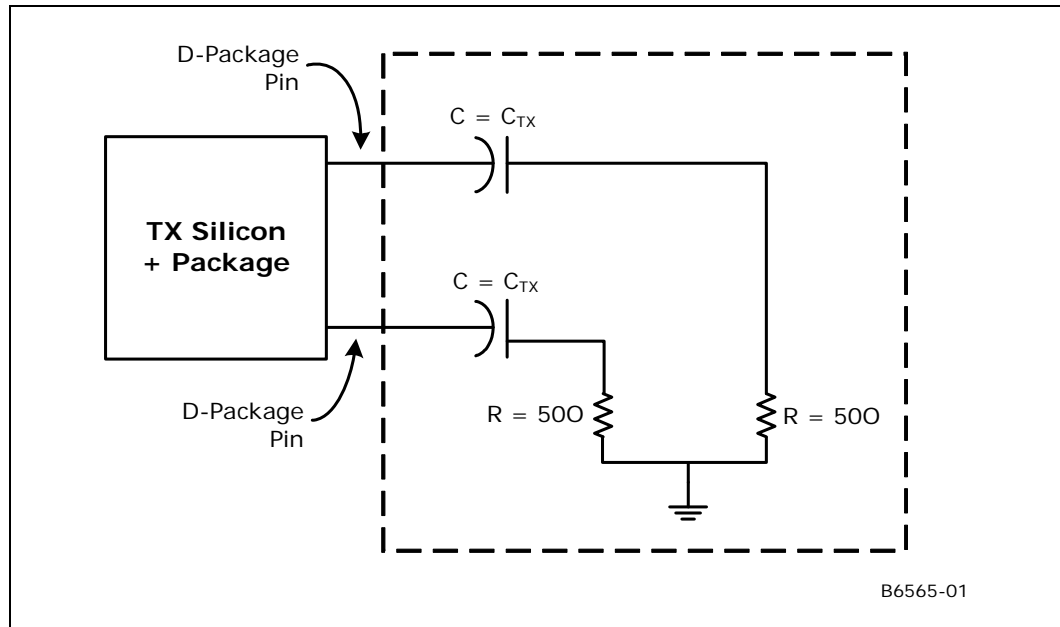 D-Package
Pin
C = CTX
TX Silicon
+ Package
C = CTX
D-Package
Pin
R = 50O
R = 50O
B6565-01